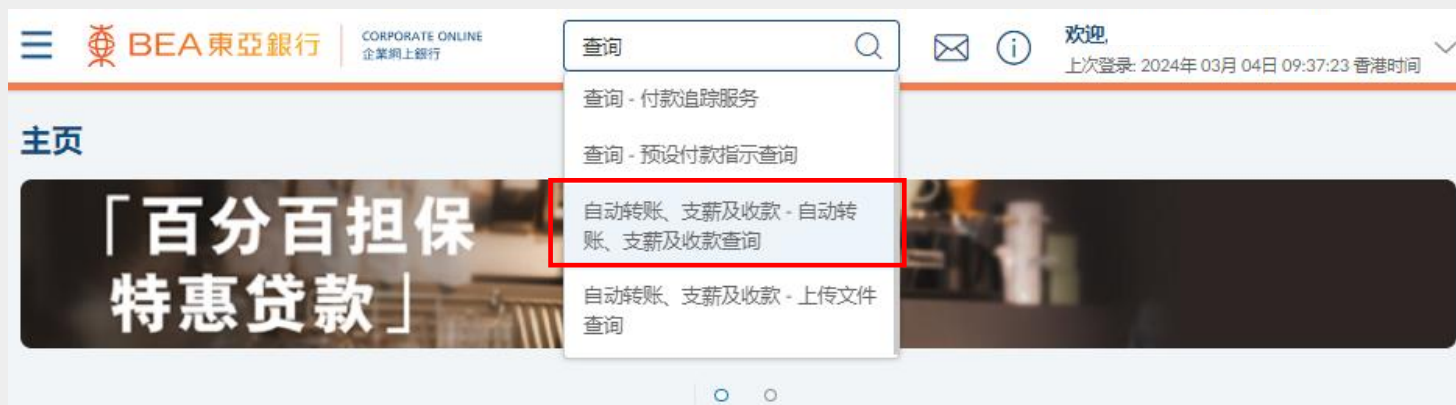 BEA東亞銀行
CORPORATE ONLINE
企業網上銀行
查询
欢迎,
上次登录: 2024年 03月 04日 09:37:23 香港时间
查询 - 付款追踪服务
查询 - 预设付款指示查询
自动转账、支薪及收款 - 自动转
账、支薪及收款查询
自动转账、支薪及收款 - 上传文件
查询
主页
「百分百担保
特惠贷款」